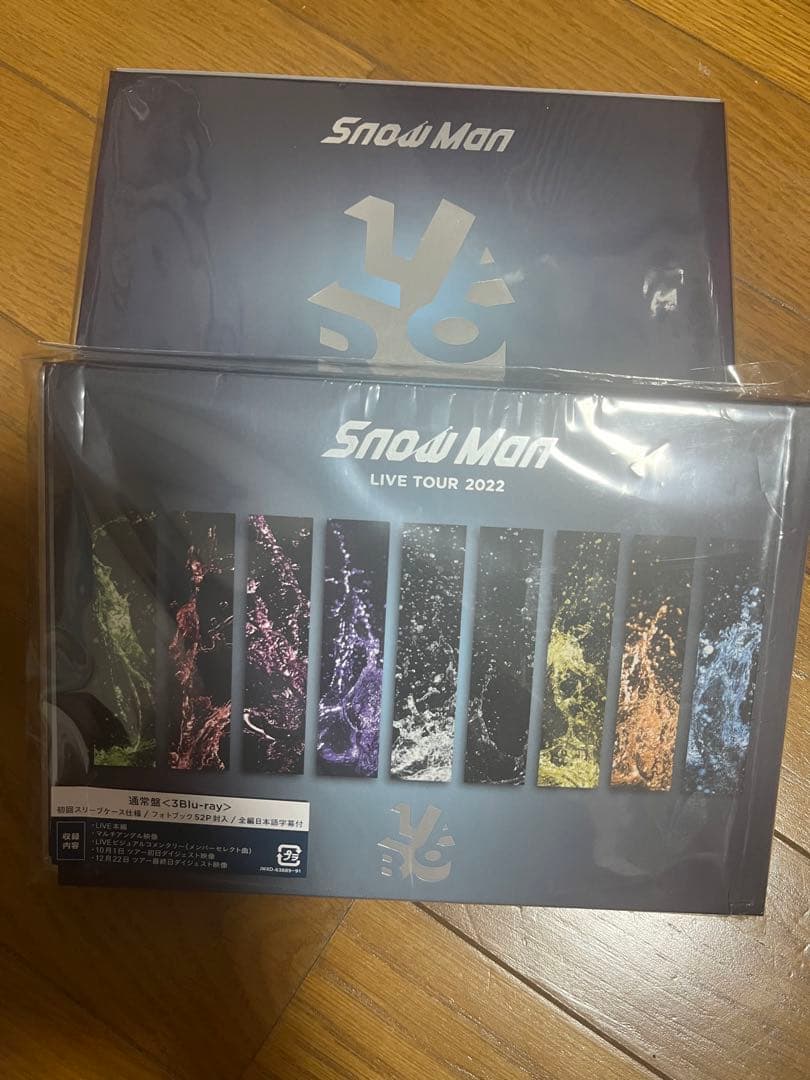 Snow Man
Snow Man
LIVE TOUR 2022
通常盤<3Blu-ray>
初回スリーブケース仕様 / フォトブック52P封入 / 全編日本語字幕付
収録
内容
・LIVE本編
・マルチアングル映像
・LIVEビジュアルコメンタリー(メンバーセレクト曲)
・10月1日 ツアー初日ダイジェスト映像
・12月22日 ツアー最終日ダイジェスト映像
プラ
JWXD-63889~91